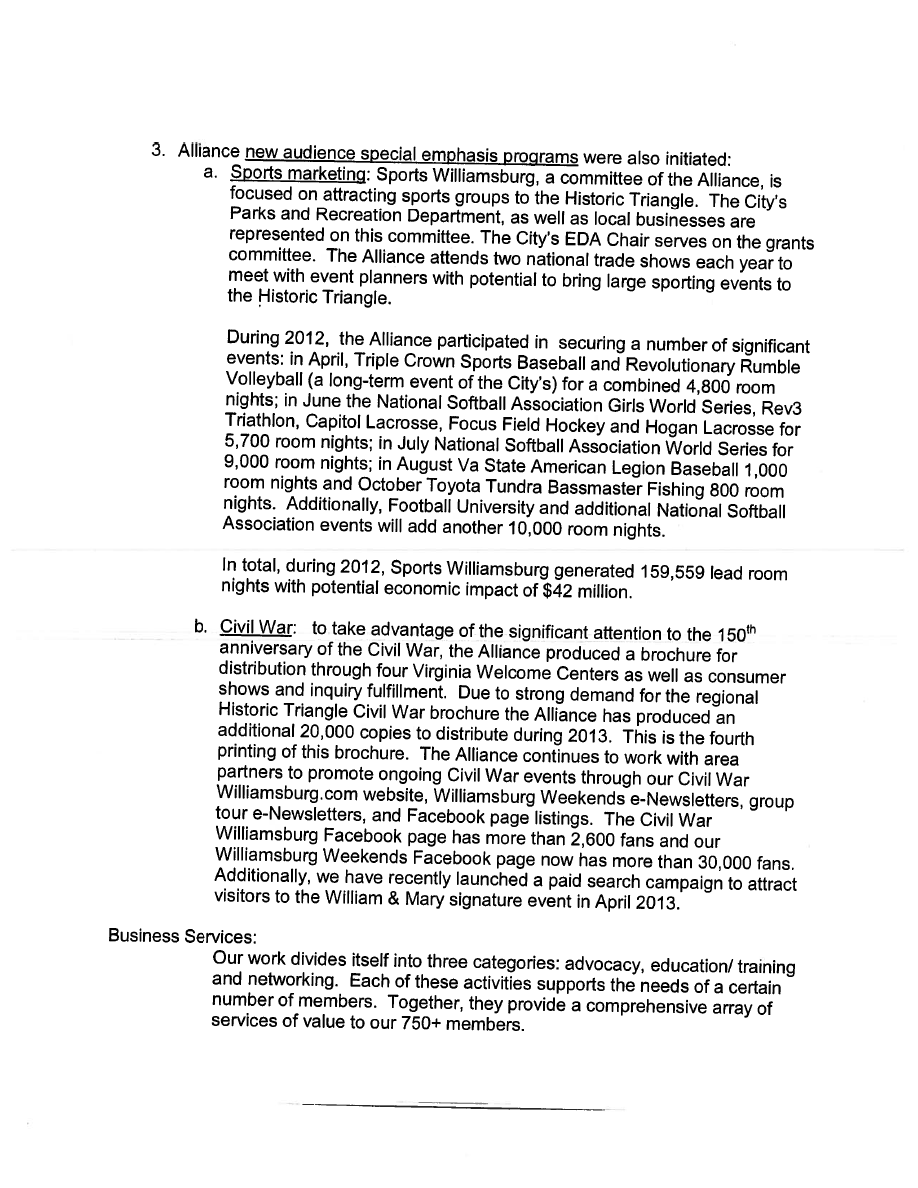 3. Alliance new audience special emphasis programs were also initiated:
a. Sports marketing: Sports Williamsburg, a committee of the Alliance, is
focused on attracting sports groups to the Historic Triangle. The City's
Parks and Recreation Department, as well as local businesses are
represented on this committee. The City's EDA Chair serves on the grants
committee. The Alliance attends two national trade shows each year to
meet with event planners with potential to bring large sporting events to
the Historic Triangle.
During 2012, the Alliance participated in securing a number of significant
events: in April, Triple Crown Sports Baseball and Revolutionary Rumble
Volleyball (a long-term event of the City's) for a combined 4,800 room
nights; in June the National Softball Association Girls World Series, Rev3
Triathlon, Capitol Lacrosse, Focus Field Hockey and Hogan Lacrosse for
5,700 room nights; in July National Softball Association World Series for
9,000 room nights; in August Va State American Legion Baseball 1,000
room nights and October Toyota Tundra Bassmaster Fishing 800 room
nights. Additionally, Football University and additional National Softball
Association events will add another 10,000 room nights.
In total, during 2012, Sports Williamsburg generated 159,559 lead room
nights with potential economic impact of $42 million.
b. Civil War: to take advantage of the significant attention to the 150th
anniversary of the Civil War, the Alliance produced a brochure for
distribution through four Virginia Welcome Centers as well as consumer
shows and inquiry fulfillment. Due to strong demand for the regional
Historic Triangle Civil War brochure the Alliance has produced an
additional 20,000 copies to distribute during 2013. This is the fourth
printing of this brochure. The Alliance continues to work with area
partners to promote ongoing Civil War events through our Civil War
Williamsburg.com website, Williamsburg Weekends e-Newsletters, group
tour e-Newsletters, and Facebook page listings. The Civil War
Williamsburg Facebook page has more than 2,600 fans and our
Williamsburg Weekends Facebook page now has more than 30,000 fans.
Additionally, we have recently launched a paid search campaign to attract
visitors to the William & Mary signature event in April 2013.
Business Services:
Our work divides itself into three categories: advocacy, education/ training
and networking. Each of these activities supports the needs of a certain
number of members. Together, they provide a comprehensive array of
services of value to our 750+ members.